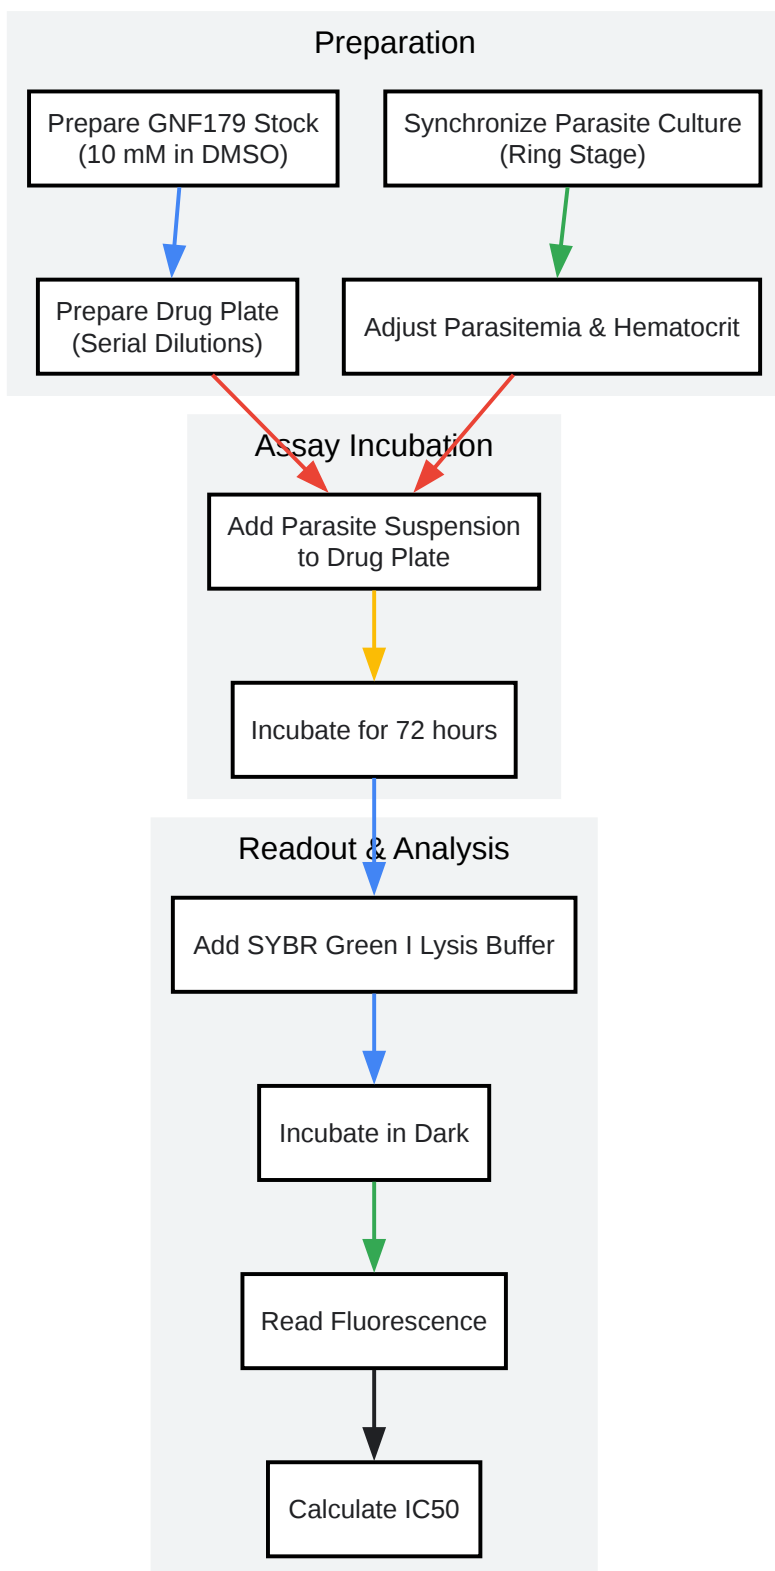 Preparation
Prepare GNF179 Stock
(10 mM in DMSO)
Synchronize Parasite Culture
(Ring Stage)
Prepare Drug Plate
(Serial Dilutions)
Adjust Parasitemia & Hematocrit
Assay Incubation
Add Parasite Suspension
to Drug Plate
Incubate for 72 hours
Readout & Analysis
Add SYBR Green I Lysis Buffer
Incubate in Dark
Read Fluorescence
Calculate IC50